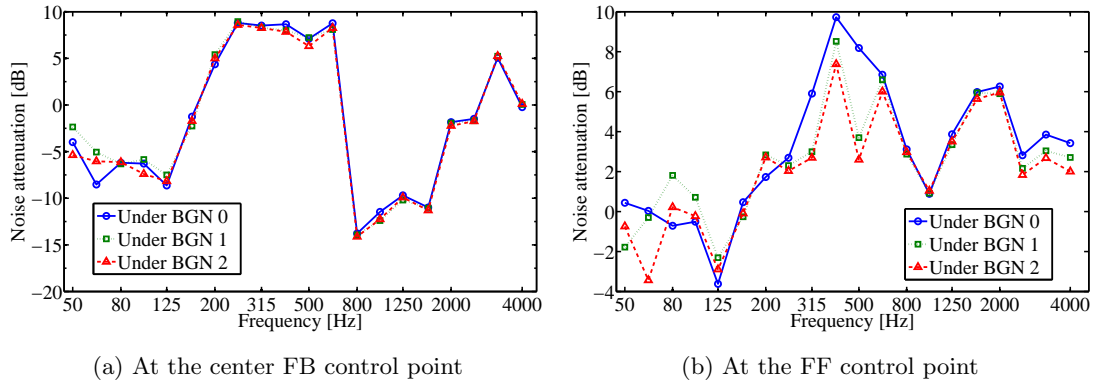 10
5
0
−5
−10
−15
−20
Noise attenuation [dB]
Under BGN 0
Under BGN 1
Under BGN 2
50 80 125 200 315 500 800 1250 2000 4000
Frequency [Hz]
(a) At the center FB control point
10
8
6
4
2
0
−2
−4
Noise attenuation [dB]
Under BGN 0
Under BGN 1
Under BGN 2
50 80 125 200 315 500 800 1250 2000 4000
Frequency [Hz]
(b) At the FF control point